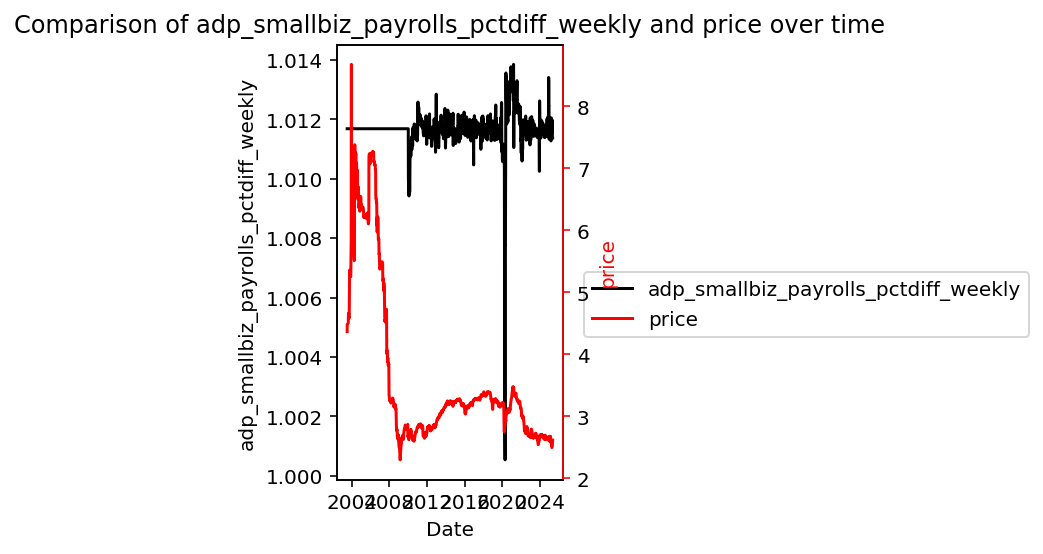 Comparison of adp_smallbiz_payrolls_pctdiff_weekly and price over time
adp_smallbiz_payrolls_pctdiff_weekly
1.014
1.012
1.010
1.008
1.006
1.004
1.002
1.000
8
7
6
5
4
3
2
price
adp_smallbiz_payrolls_pctdiff_weekly
price
2004 2008 2012 2016 2020 2024
Date